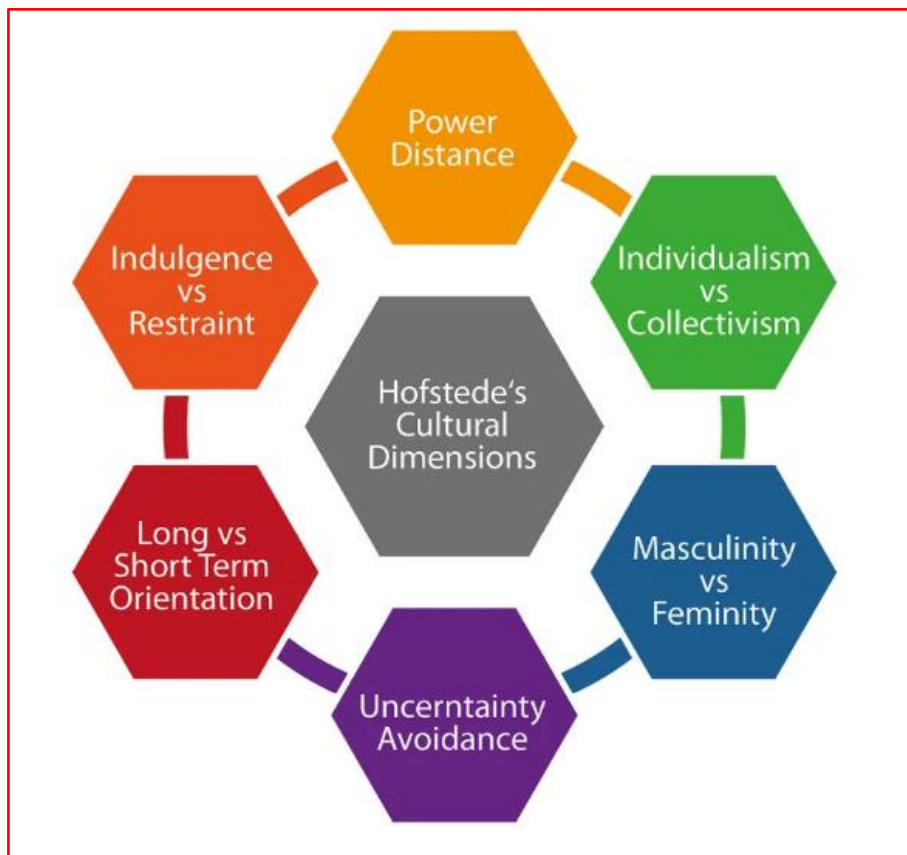 Power
Distance
Individualism
vs
Collectivism
Masculinity
vs
Feminity
Uncerntainty
Avoidance
Long vs
Short Term
Orientation
Indulgence
vs
Restraint
Hofstede‘s
Cultural
Dimensions